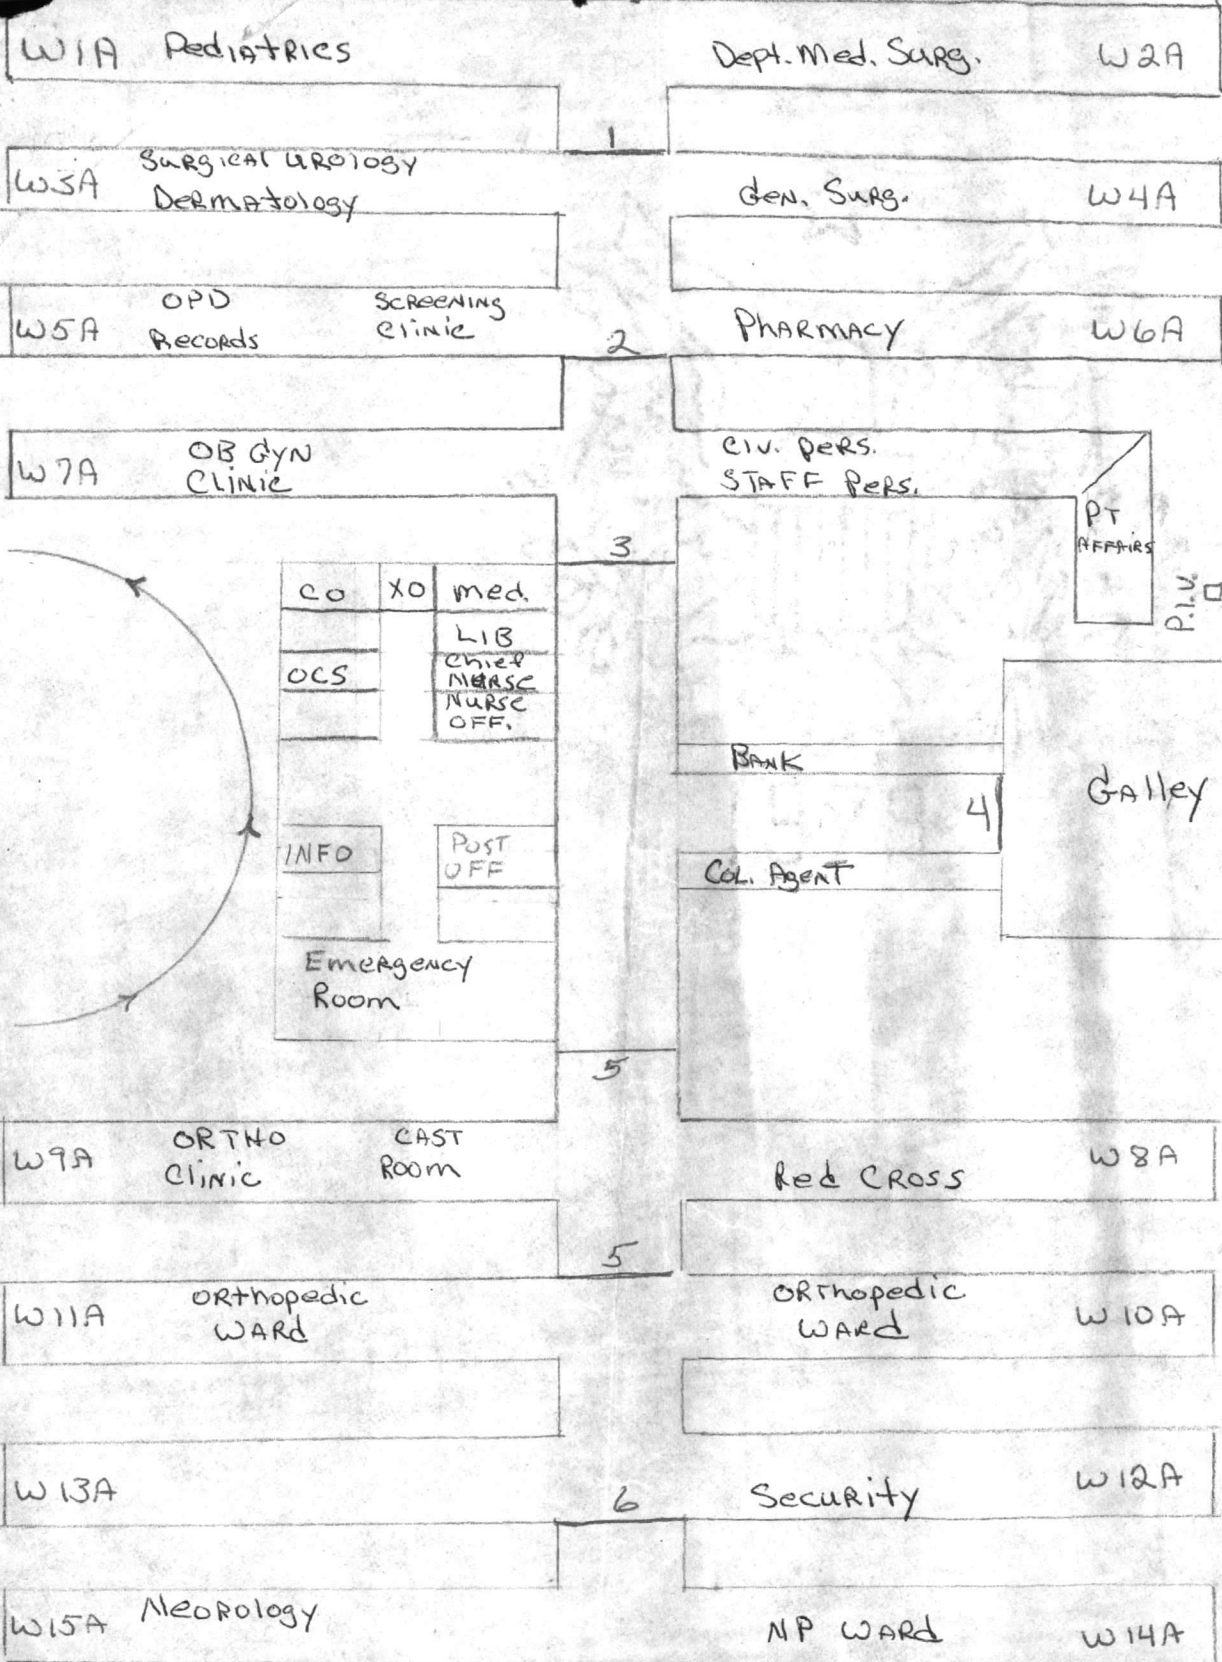 W1A Pediatrics
Dept. Med. Surg. W2A
1
W3A Surgical Urology
Dermatology
Gen. Surg. W4A
W5A OPD Records
Screening Clinic
2
Pharmacy W6A
W7A OB GYN
Clinic
Civ. Pers.
Staff Pers.
PT
Affairs
P.I.V.
3
CO XO Med.
LIB
OCS
Chief
Nurse
Nurse
Off.
Bank
4
Galley
INFO
Post
Off
Col. Agent
Emergency
Room
5
W9A Ortho
Clinic
Cast
Room
Red Cross W8A
5
W11A Orthopedic
Ward
Orthopedic
Ward W10A
W13A
6
Security W12A
W15A Neorology
NP Ward W14A